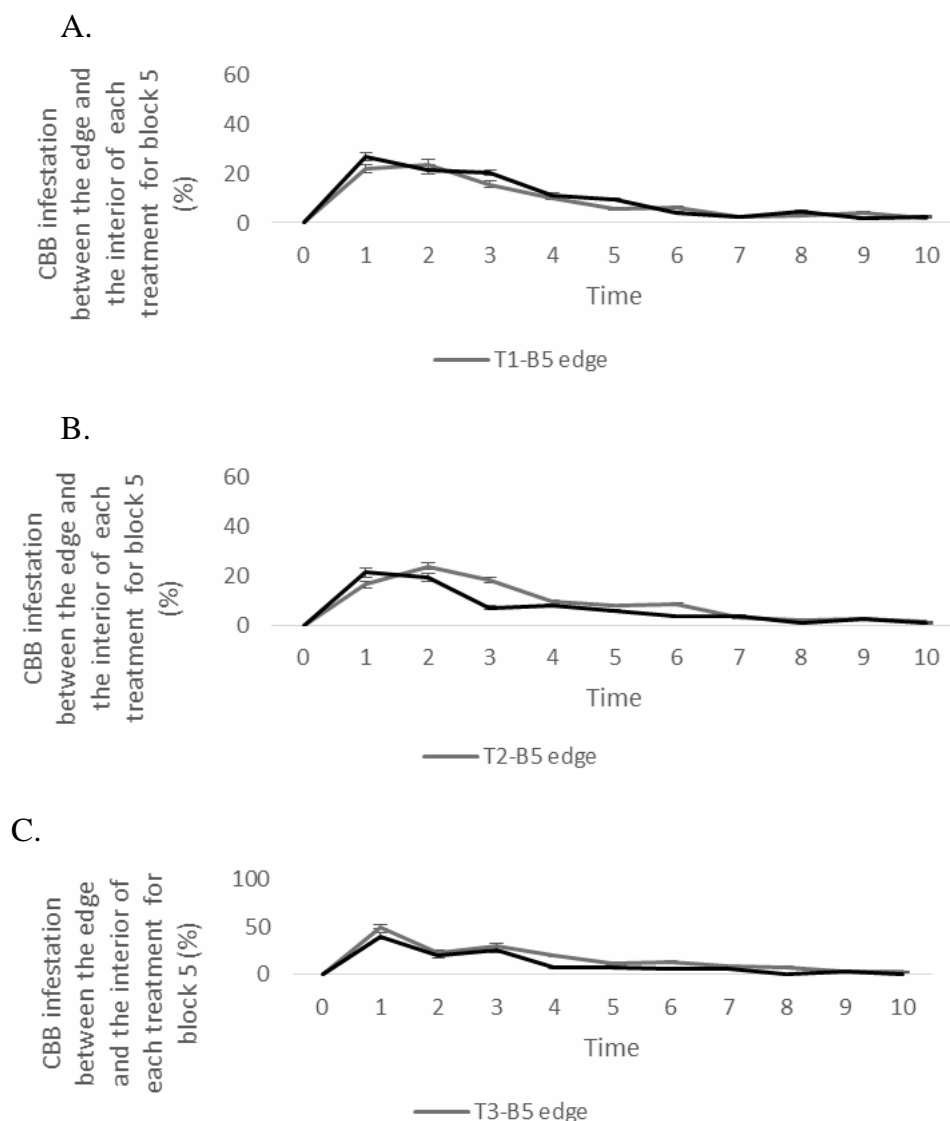 A.
CBB infestation
between the edge and
the interior of each
treatment for block 5
(%)
60
40
20
0
0 1 2 3 4 5 6 7 8 9 10
Time
T1-B5 edge
B.
CBB infestation
between the edge and
the interior of each
treatment for block 5
(%)
60
40
20
0
0 1 2 3 4 5 6 7 8 9 10
Time
T2-B5 edge
C.
CBB infestation
between the edge
and the interior of
each treatment for
block 5 (%)
100
50
0
0 1 2 3 4 5 6 7 8 9 10
Time
T3-B5 edge